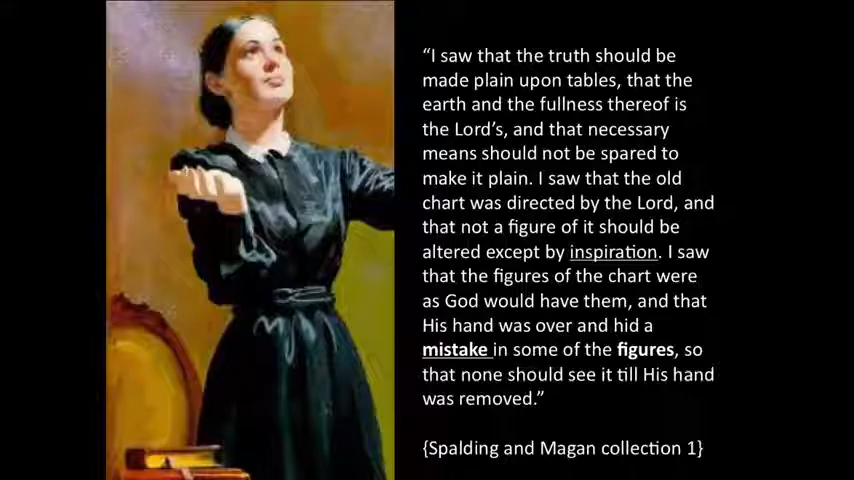 “I saw that the truth should be
made plain upon tables, that the
earth and the fullness thereof is
the Lord’s, and that necessary
means should not be spared to
make it plain. I saw that the old
chart was directed by the Lord, and
that not a figure of it should be
altered except by inspiration. I saw
that the figures of the chart were
as God would have them, and that
His hand was over and hid a
mistake in some of the figures, so
that none should see it till His hand
was removed.”
{Spalding and Magan collection 1}